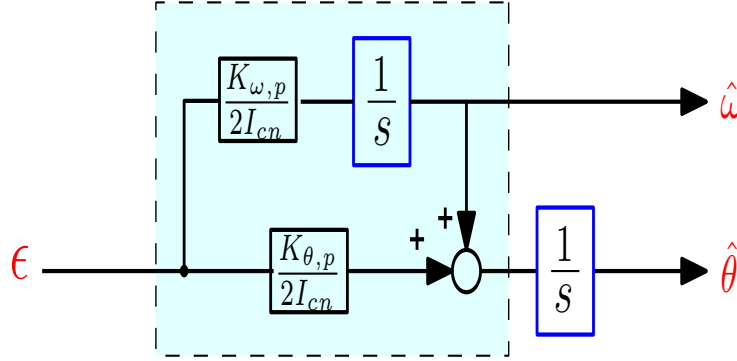 K_{ω,p}
2I_{cn}
1
s
ω̂
+
+
ϵ
K_{θ,p}
2I_{cn}
1
s
θ̂